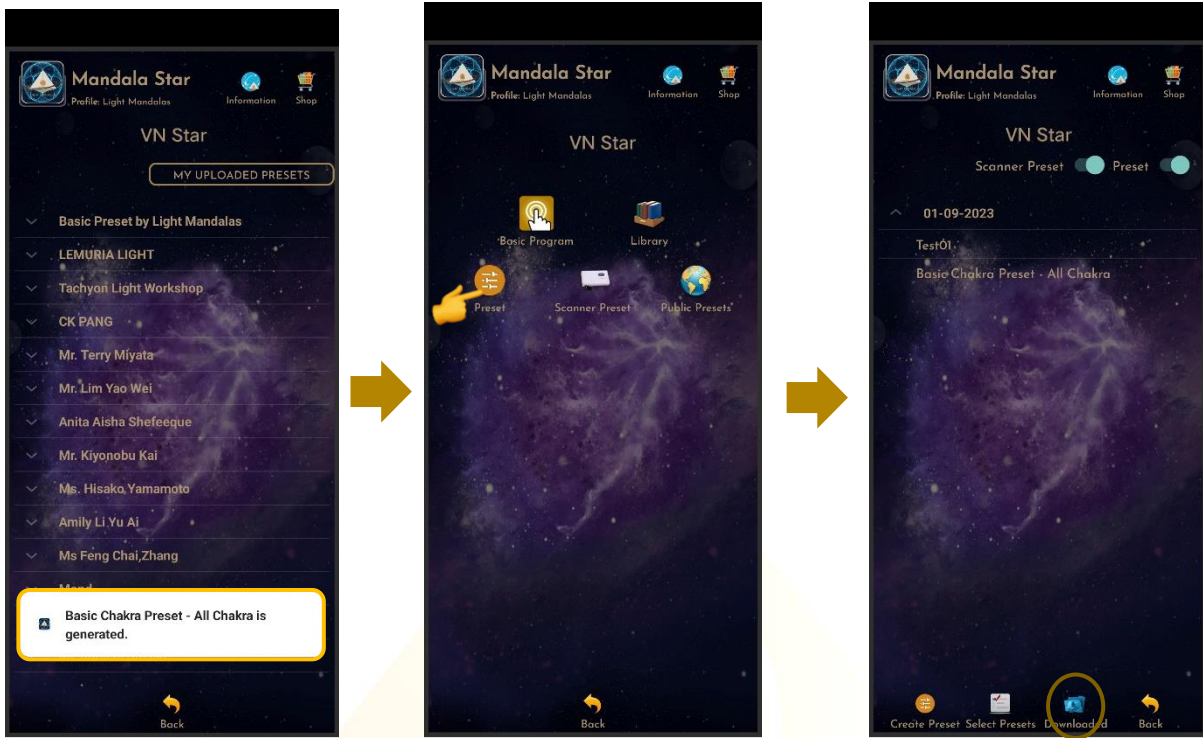 Mandala Star
Profile: Light Mandalas
Information
Shop
VN Star
MY UPLOADED PRESETS
Basic Preset by Light Mandalas
LEMURIA LIGHT
Tachyon Light Workshop
CK PANG
Mr. Terry Miyata
Mr. Lim Yao Wei
Anita Aisha Shefeeque
Mr. Kiyonobu Kai
Ms. Hisako Yamamoto
Amily Li Yu Ai
Ms Feng Chai,Zhang
Basic Chakra Preset - All Chakra is
generated.
Back
Mandala Star
Profile: Light Mandalas
Information
Shop
VN Star
Basic Program
Library
Preset
Scanner Preset
Public Presets
Back
Mandala Star
Profile: Light Mandalas
Information
Shop
VN Star
Scanner Preset
Preset
01-09-2023
Test01
Basic Chakra Preset - All Chakra
Create Preset
Select Presets
Downloaded
Back